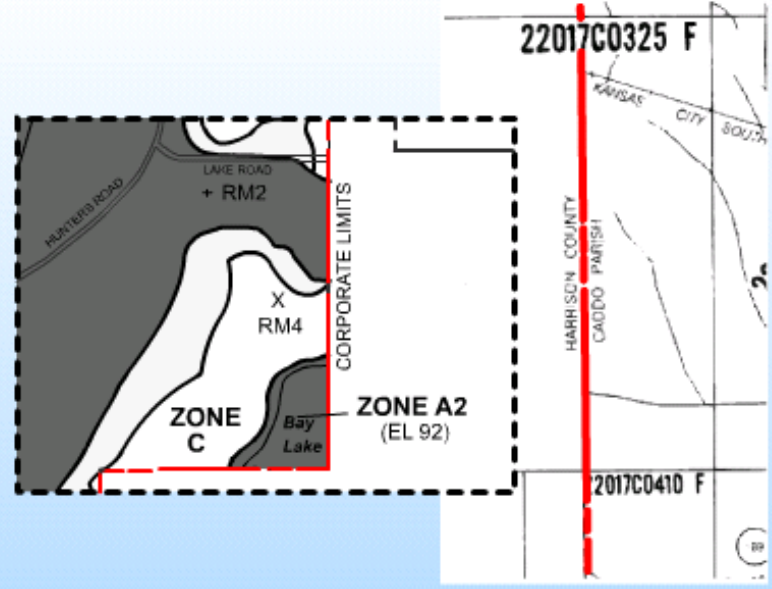 HUNTERS ROAD
LAKE ROAD
+ RM2
CORPORATE LIMITS
X
RM4
ZONE
C
Bay
Lake
ZONE A2
(EL 92)
22017C0325 F
KANSAS CITY SOUTH
HARRISON COUNTY
CADDO PARISH
22017C0410 F